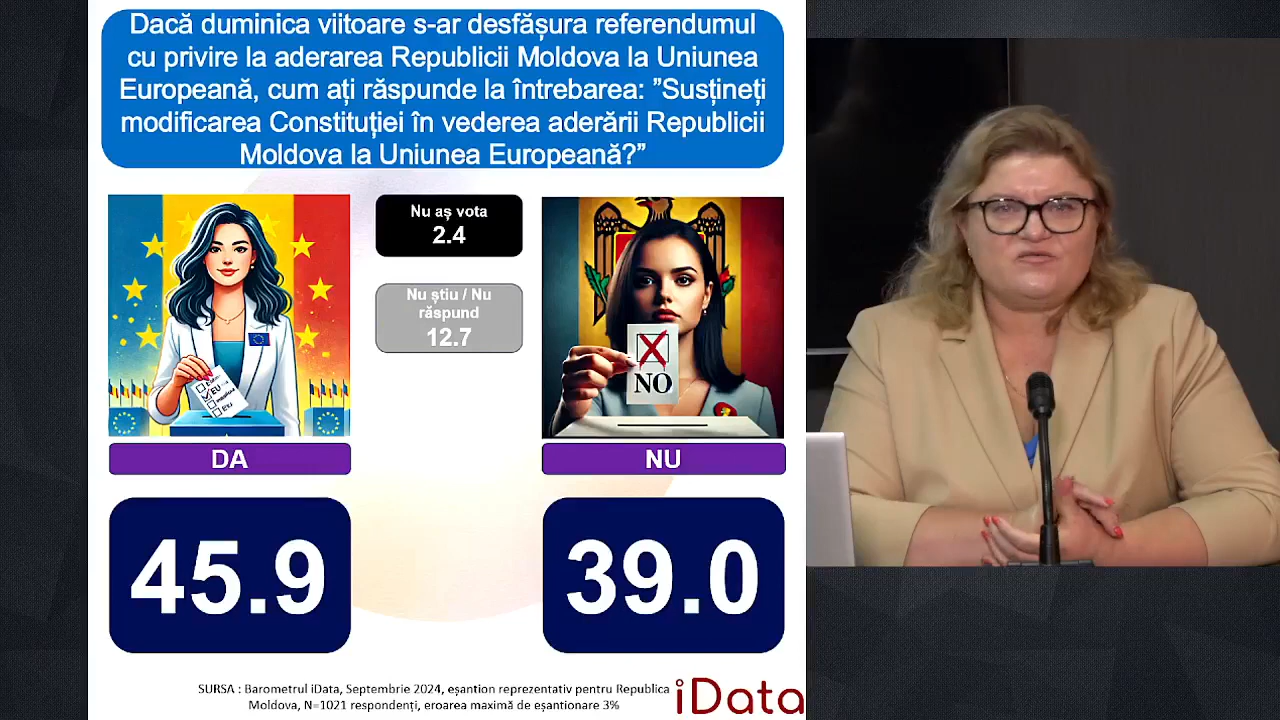 Dacă duminica viitoare s-ar desfășura referendumul
cu privire la aderarea Republicii Moldova la Uniunea
Europeană, cum ați răspunde la întrebarea: ”Susțineți
modificarea Constituției în vederea aderării Republicii
Moldova la Uniunea Europeană?”
Nu aș vota
2.4
Nu știu / Nu
răspund
12.7
EU
NO
DA
NU
45.9
39.0
SURSA : Barometrul iData, Septembrie 2024, eșantion reprezentativ pentru Republica
Moldova, N=1021 respondenți, eroarea maximă de eșantionare 3%
iData